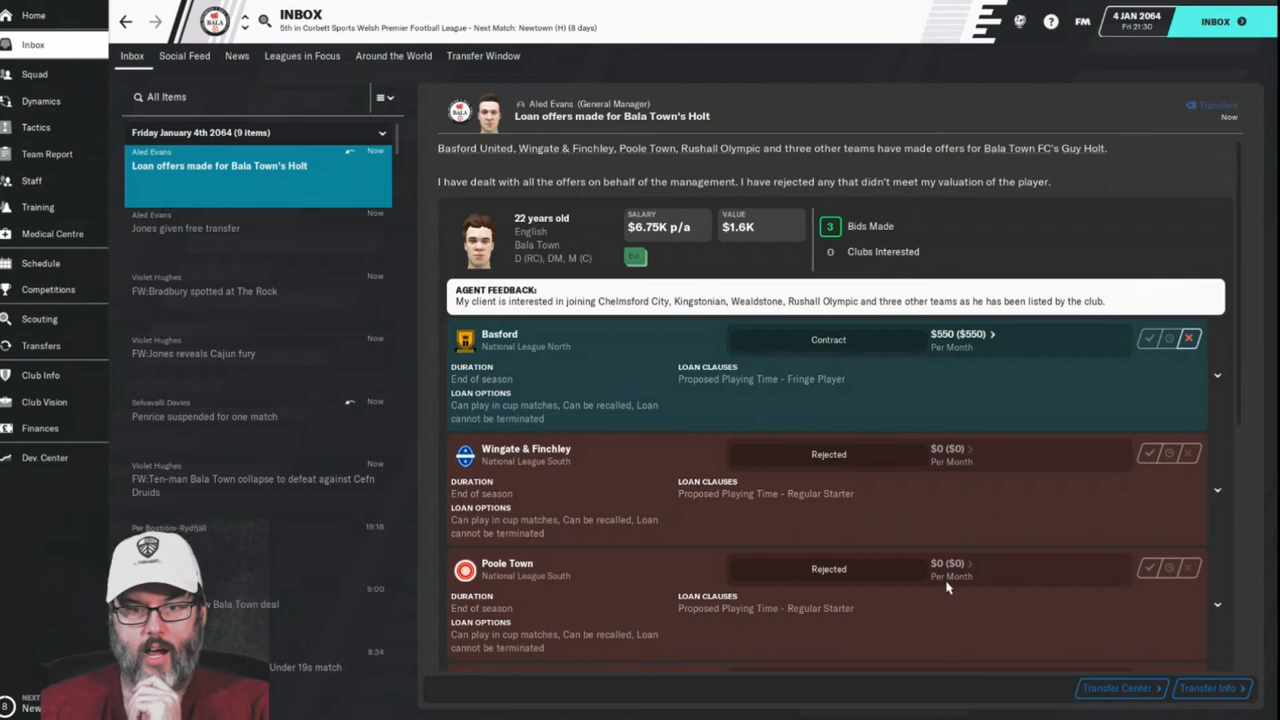 Home
Inbox
Squad
Dynamics
Tactics
Team Report
Staff
Training
Medical Centre
Schedule
Competitions
Scouting
Transfers
Club Info
Club Vision
Finances
Dev. Center
8
NEXT
New
BALA
INBOX
5th in Corbett Sports Welsh Premier Football League - Next Match: Newtown (H) (8 days)
?
FM
4 JAN 2064
Fri 21:30
INBOX
Inbox
Social Feed
News
Leagues in Focus
Around the World
Transfer Window
All Items
Friday January 4th 2064 (9 items)
Aled Evans
Now
Loan offers made for Bala Town's Holt
Aled Evans
Now
Jones given free transfer
Violet Hughes
Now
FW:Bradbury spotted at The Rock
Violet Hughes
Now
FW:Jones reveals Cajun fury
Selvavalli Davies
Now
Penrice suspended for one match
Violet Hughes
Now
FW:Ten-man Bala Town collapse to defeat against Cefn
Druids
Per Boström-Rydfjäll
19:18
9:00
w Bala Town deal
8:34
Under 19s match
BALA
Aled Evans (General Manager)
Loan offers made for Bala Town's Holt
Transfers
Now
Basford United, Wingate & Finchley, Poole Town, Rushall Olympic and three other teams have made offers for Bala Town FC's Guy Holt.
I have dealt with all the offers on behalf of the management. I have rejected any that didn't meet my valuation of the player.
22 years old
English
Bala Town
D (RC), DM, M (C)
SALARY
$6.75K p/a
VALUE
$1.6K
Bid
3
Bids Made
0
Clubs Interested
AGENT FEEDBACK:
My client is interested in joining Chelmsford City, Kingstonian, Wealdstone, Rushall Olympic and three other teams as he has been listed by the club.
Basford
National League North
Contract
$550 ($550)
Per Month
DURATION
End of season
LOAN CLAUSES
Proposed Playing Time - Fringe Player
LOAN OPTIONS
Can play in cup matches, Can be recalled, Loan
cannot be terminated
Wingate & Finchley
National League South
Rejected
$0 ($0)
Per Month
DURATION
End of season
LOAN CLAUSES
Proposed Playing Time - Regular Starter
LOAN OPTIONS
Can play in cup matches, Can be recalled, Loan
cannot be terminated
Poole Town
National League South
Rejected
$0 ($0)
Per Month
DURATION
End of season
LOAN CLAUSES
Proposed Playing Time - Regular Starter
LOAN OPTIONS
Can play in cup matches, Can be recalled, Loan
cannot be terminated
Transfer Center
Transfer Info